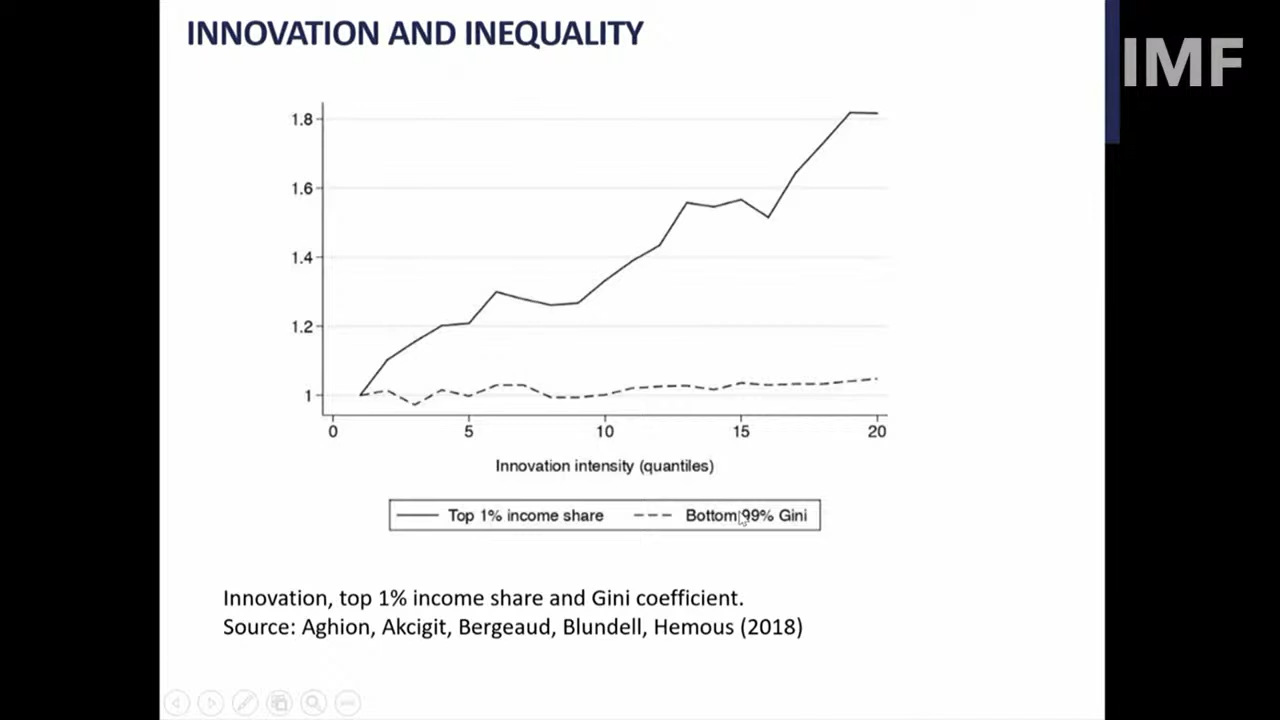 INNOVATION AND INEQUALITY
IMF
1.8
1.6
1.4
1.2
1
0 5 10 15 20
Innovation intensity (quantiles)
Top 1% income share Bottom 99% Gini
Innovation, top 1% income share and Gini coefficient.
Source: Aghion, Akcigit, Bergeaud, Blundell, Hemous (2018)